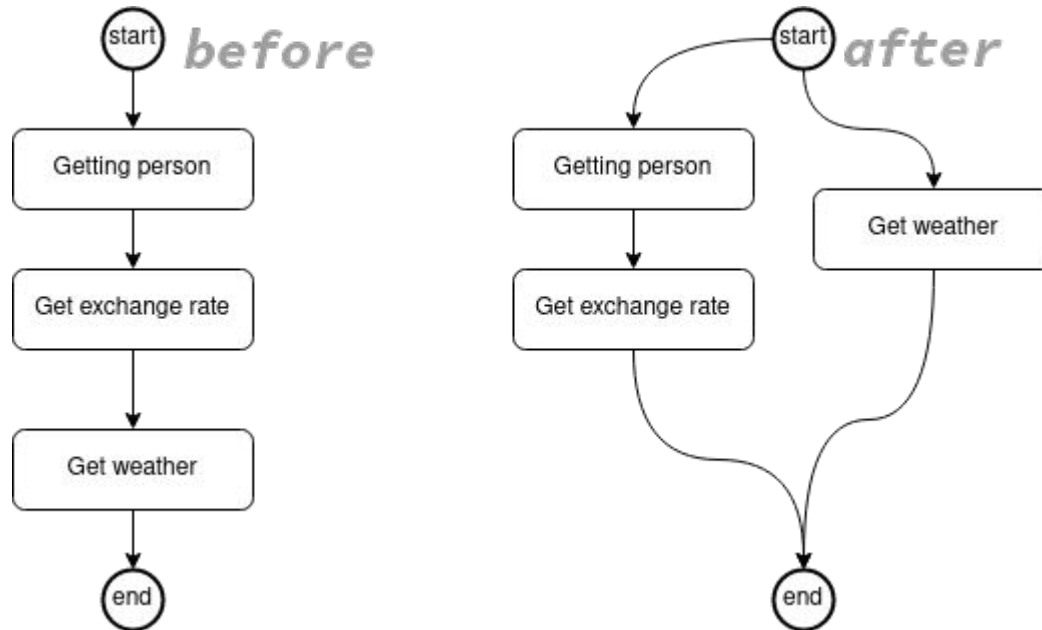 start
before
Getting person
Get exchange rate
Get weather
end
start
after
Getting person
Get weather
Get exchange rate
end